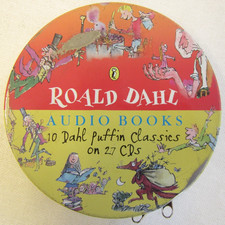 ROALD DAHL
AUDIO BOOKS
10 Dahl Puffin Classics
on 27 CDs